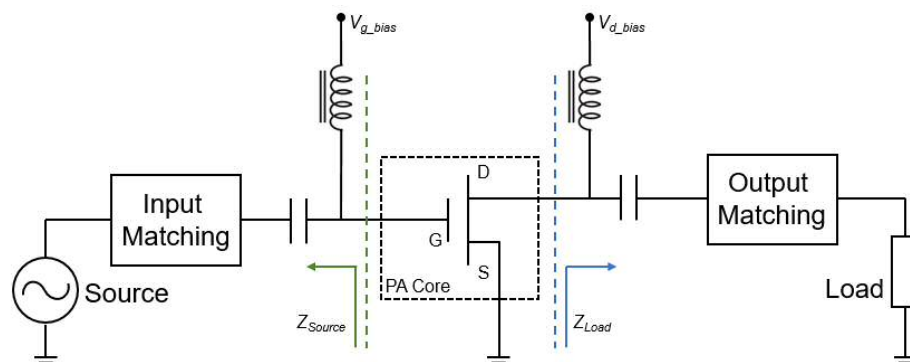 V_g_bias
V_d_bias
Input
Matching
D
G
S
PA Core
Output
Matching
Source
Z_Source
Z_Load
Load